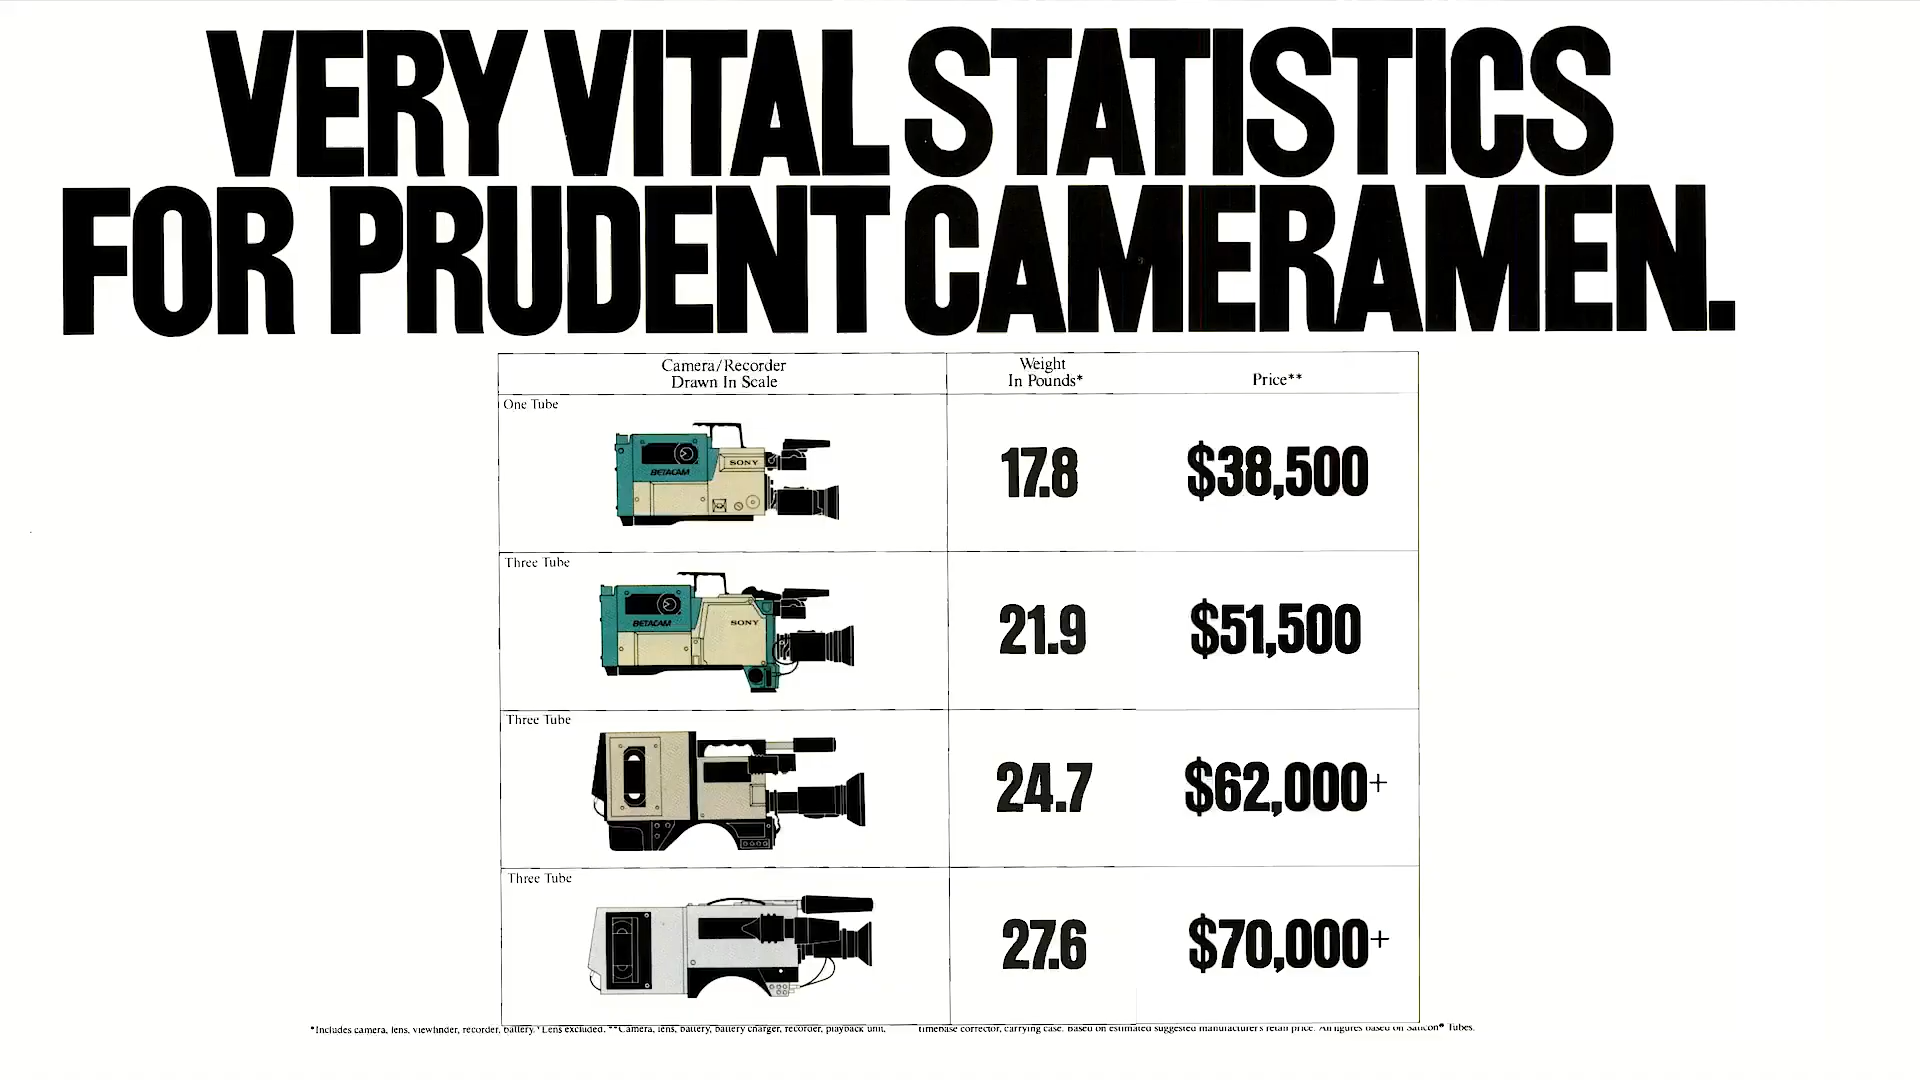 VERY VITAL STATISTICS
FOR PRUDENT CAMERAMEN.
Camera/Recorder
Drawn In Scale
Weight
In Pounds*
Price**
One Tube
BETACAM
SONY
17.8
$38,500
Three Tube
BETACAM
SONY
21.9
$51,500
Three Tube
24.7
$62,000+
Three Tube
27.6
$70,000+
*Includes camera, lens, viewfinder, recorder, battery. +Lens excluded. **Camera, lens, battery, battery charger, recorder, playback unit, timebase corrector, carrying case. Based on estimated suggested manufacturer's retail price. All figures based on Saticon® Tubes.